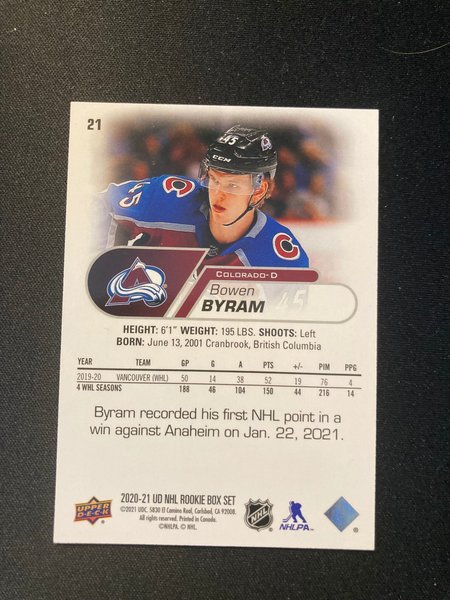 21
45
CCM
45
C
C
COLORADO-D
Bowen
BYRAM
45
HEIGHT: 6'1" WEIGHT: 195 LBS. SHOOTS: Left
BORN: June 13, 2001 Cranbrook, British Columbia
YEAR TEAM GP G A PTS +/- PIM PPG
2019-20 VANCOUVER (WHL) 50 14 38 52 19 76 4
4 WHL SEASONS 188 46 104 150 44 216 14
Byram recorded his first NHL point in a
win against Anaheim on Jan. 22, 2021.
2020-21 UD NHL ROOKIE BOX SET
©2021 UDC. 5830 El Camino Road, Carlsbad, CA 92008.
All rights reserved. Printed in Canada.
©NHLPA. © NHL.
UPPER
DECK
NHL
NHLPA